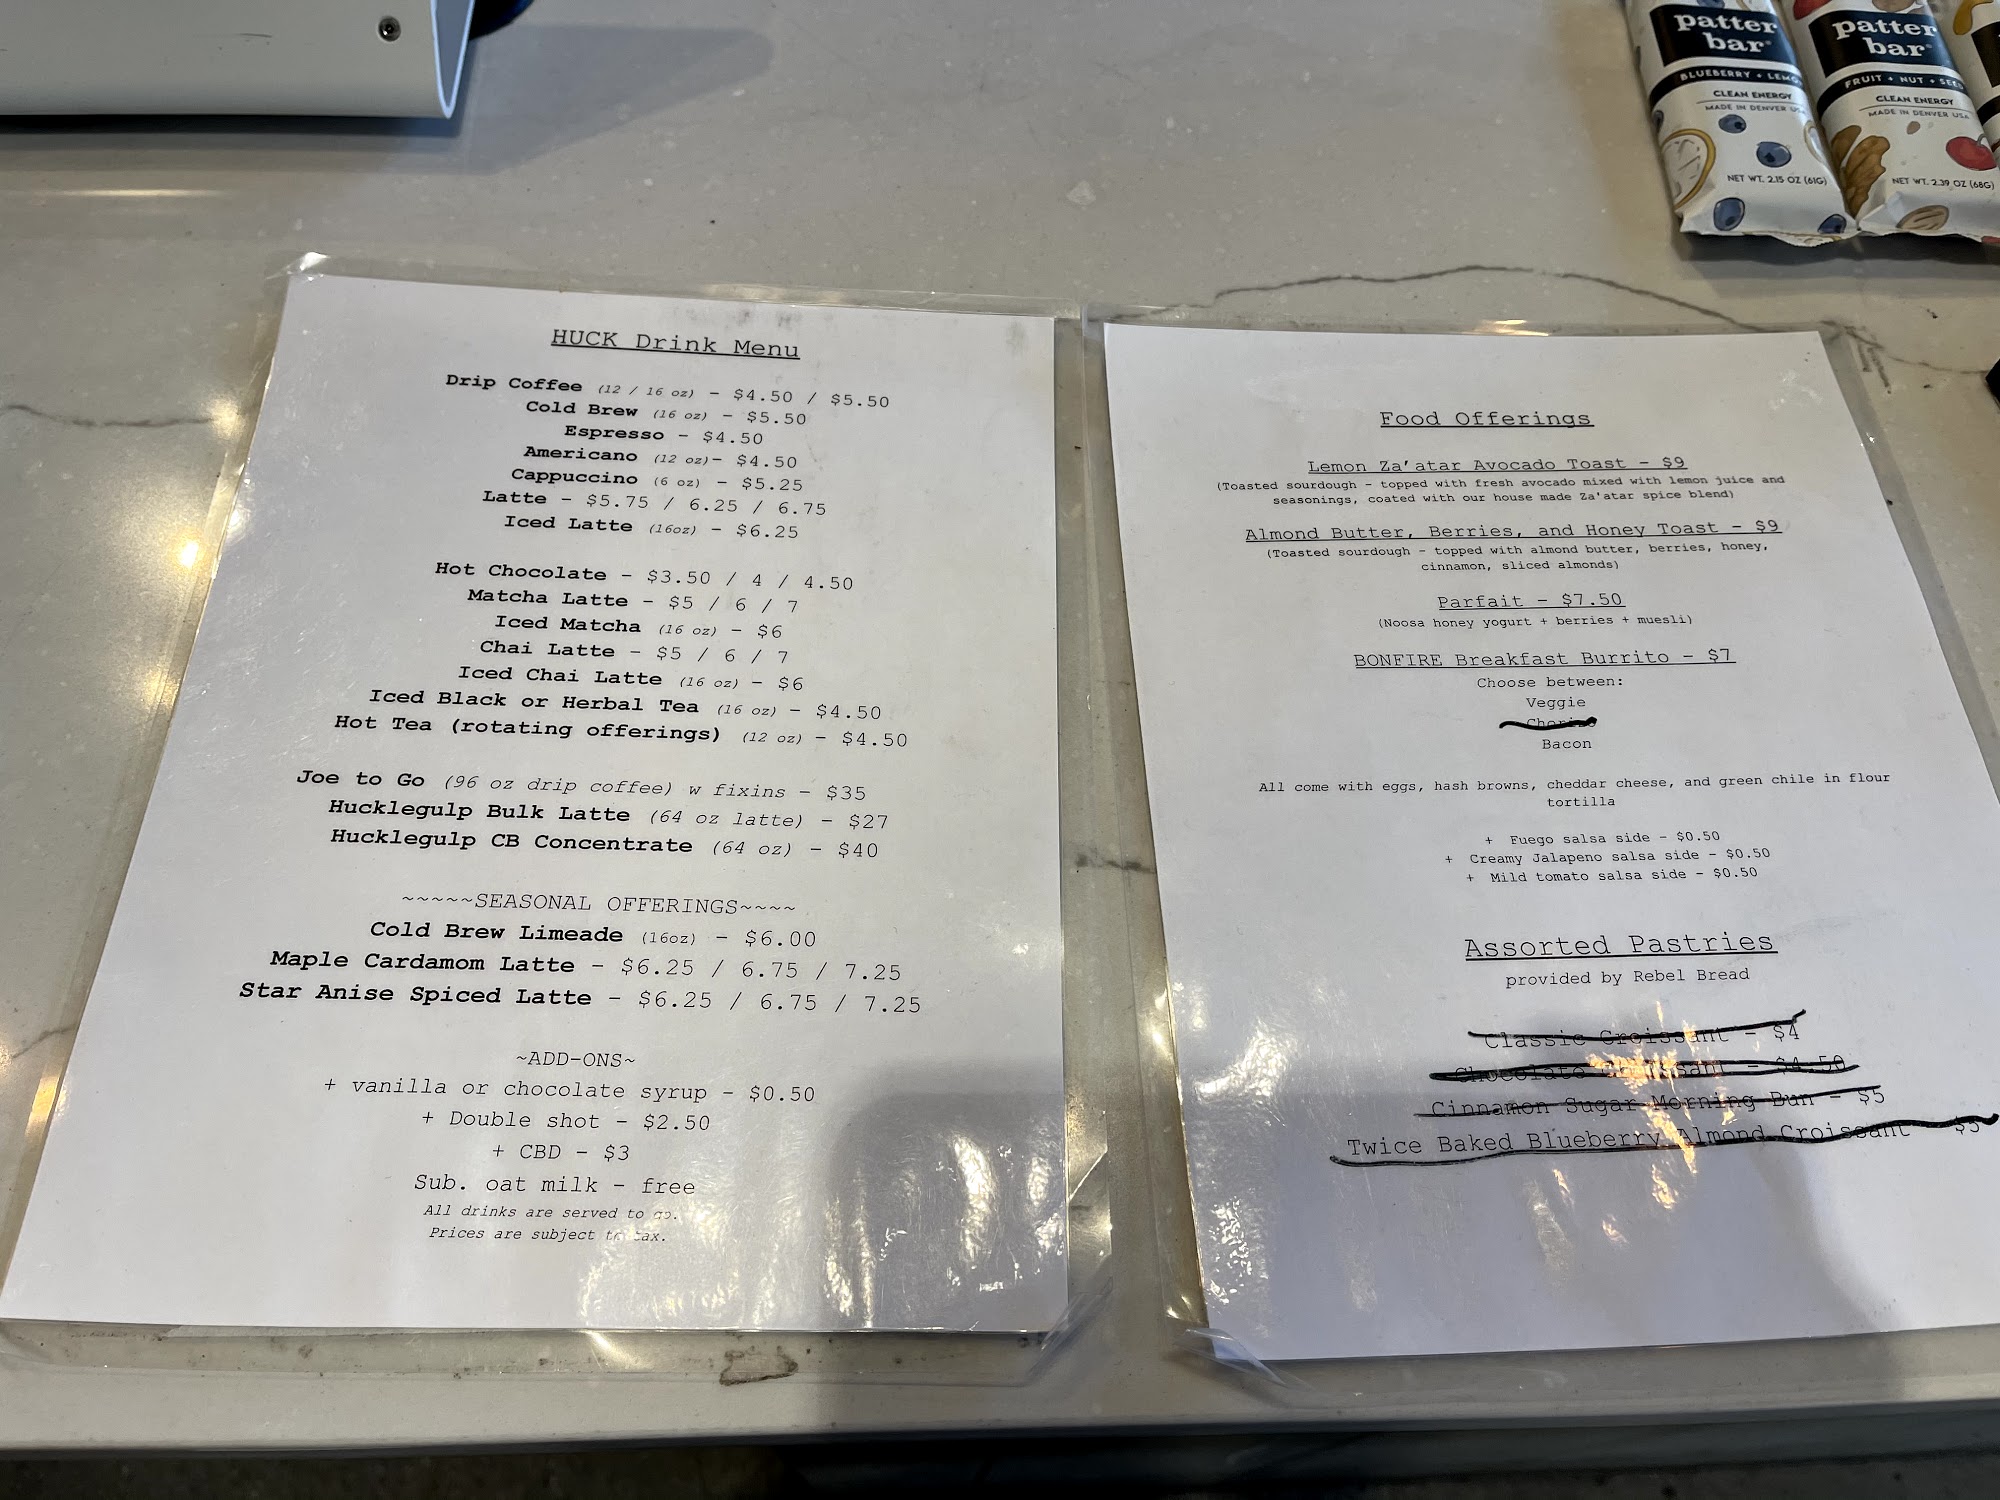 patter
bar
BLUEBERRY + LEMO
CLEAN ENERGY
MADE IN DENVER
NET WT. 2.15 OZ (61G)
patter
bar
FRUIT + NUT + SEE
CLEAN ENERGY
MADE IN DENVER USA
NET WT. 2.39 OZ (68G)
HUCK Drink Menu
Drip Coffee (12 / 16 oz) – $4.50 / $5.50
Cold Brew (16 oz) – $5.50
Espresso – $4.50
Americano (12 oz)– $4.50
Cappuccino (6 oz) – $5.25
Latte – $5.75 / 6.25 / 6.75
Iced Latte (16oz) – $6.25
Hot Chocolate – $3.50 / 4 / 4.50
Matcha Latte – $5 / 6 / 7
Iced Matcha (16 oz) – $6
Chai Latte – $5 / 6 / 7
Iced Chai Latte (16 oz) – $6
Iced Black or Herbal Tea (16 oz) – $4.50
Hot Tea (rotating offerings) (12 oz) – $4.50
Joe to Go (96 oz drip coffee) w fixins – $35
Hucklegulp Bulk Latte (64 oz latte) – $27
Hucklegulp CB Concentrate (64 oz) – $40
~~~~~SEASONAL OFFERINGS~~~~
Cold Brew Limeade (16oz) – $6.00
Maple Cardamom Latte – $6.25 / 6.75 / 7.25
Star Anise Spiced Latte – $6.25 / 6.75 / 7.25
~ADD-ONS~
+ vanilla or chocolate syrup – $0.50
+ Double shot – $2.50
+ CBD – $3
Sub. oat milk – free
All drinks are served to go.
Prices are subject to tax.
Food Offerings
Lemon Za'atar Avocado Toast – $9
(Toasted sourdough – topped with fresh avocado mixed with lemon juice and
seasonings, coated with our house made Za'atar spice blend)
Almond Butter, Berries, and Honey Toast – $9
(Toasted sourdough – topped with almond butter, berries, honey,
cinnamon, sliced almonds)
Parfait – $7.50
(Noosa honey yogurt + berries + muesli)
BONFIRE Breakfast Burrito – $7
Choose between:
Veggie
Chorizo
Bacon
All come with eggs, hash browns, cheddar cheese, and green chile in flour
tortilla
+ Fuego salsa side – $0.50
+ Creamy Jalapeno salsa side – $0.50
+ Mild tomato salsa side – $0.50
Assorted Pastries
provided by Rebel Bread
Classic Croissant – $4
Chocolate Croissant – $4.50
Cinnamon Sugar Morning Bun – $5
Twice Baked Blueberry Almond Croissant – $5